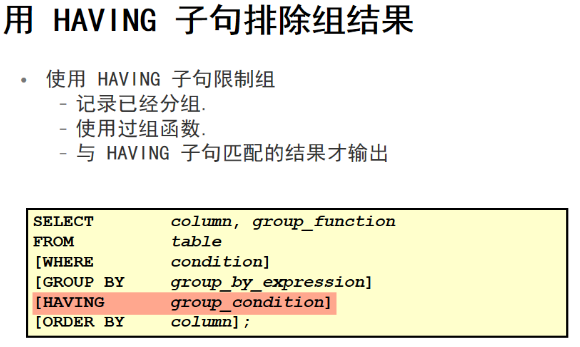 用 HAVING 子句排除组结果
• 使用 HAVING 子句限制组
– 记录已经分组.
– 使用过组函数.
– 与 HAVING 子句匹配的结果才输出
SELECT column, group_function
FROM table
[WHERE condition]
[GROUP BY group_by_expression]
[HAVING group_condition]
[ORDER BY column];